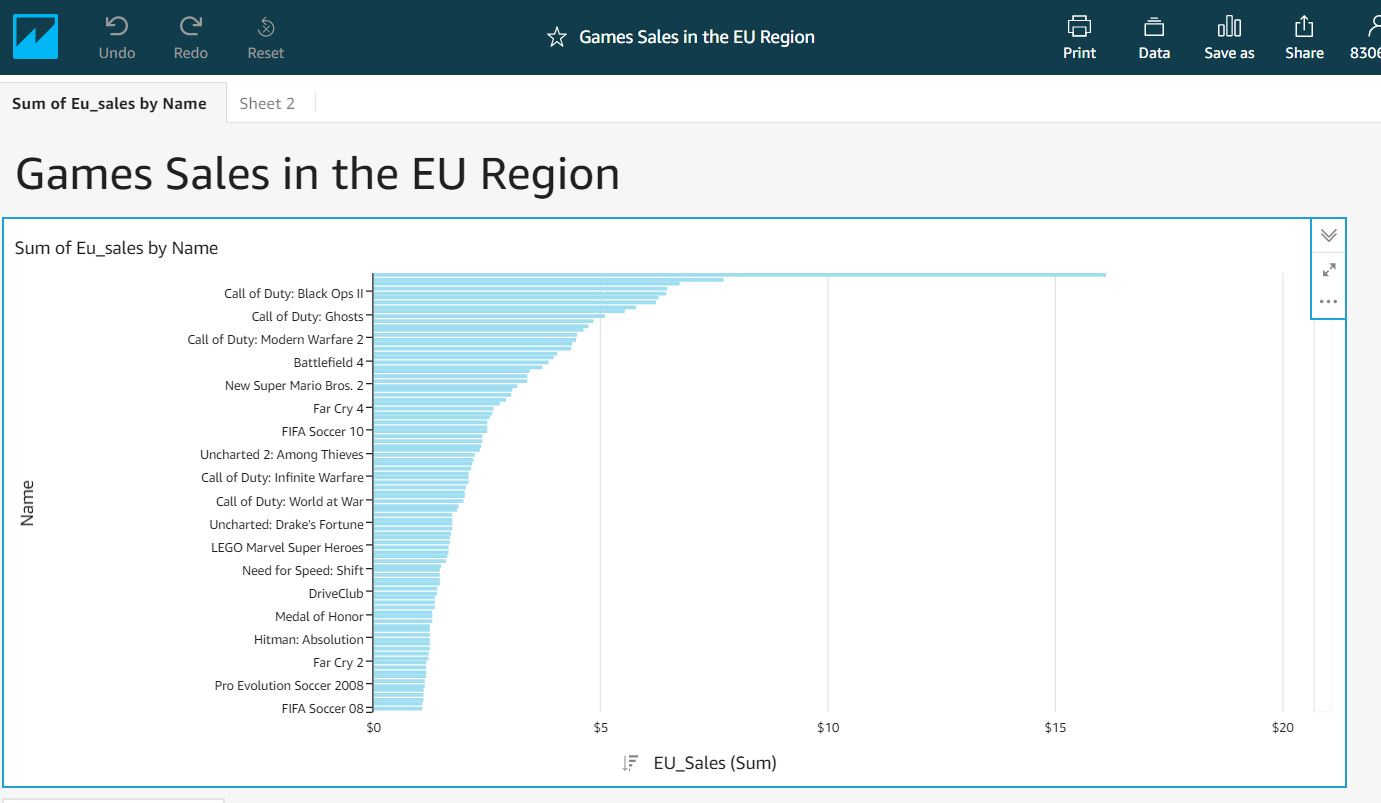 Undo
Redo
Reset
Games Sales in the EU Region
Print
Data
Save as
Share
8306
Sum of Eu_sales by Name
Sheet 2
Games Sales in the EU Region
Sum of Eu_sales by Name
Call of Duty: Black Ops II
Call of Duty: Ghosts
Call of Duty: Modern Warfare 2
Battlefield 4
New Super Mario Bros. 2
Far Cry 4
FIFA Soccer 10
Uncharted 2: Among Thieves
Call of Duty: Infinite Warfare
Call of Duty: World at War
Uncharted: Drake's Fortune
LEGO Marvel Super Heroes
Need for Speed: Shift
DriveClub
Medal of Honor
Hitman: Absolution
Far Cry 2
Pro Evolution Soccer 2008
FIFA Soccer 08
Name
$0
$5
$10
$15
$20
EU_Sales (Sum)